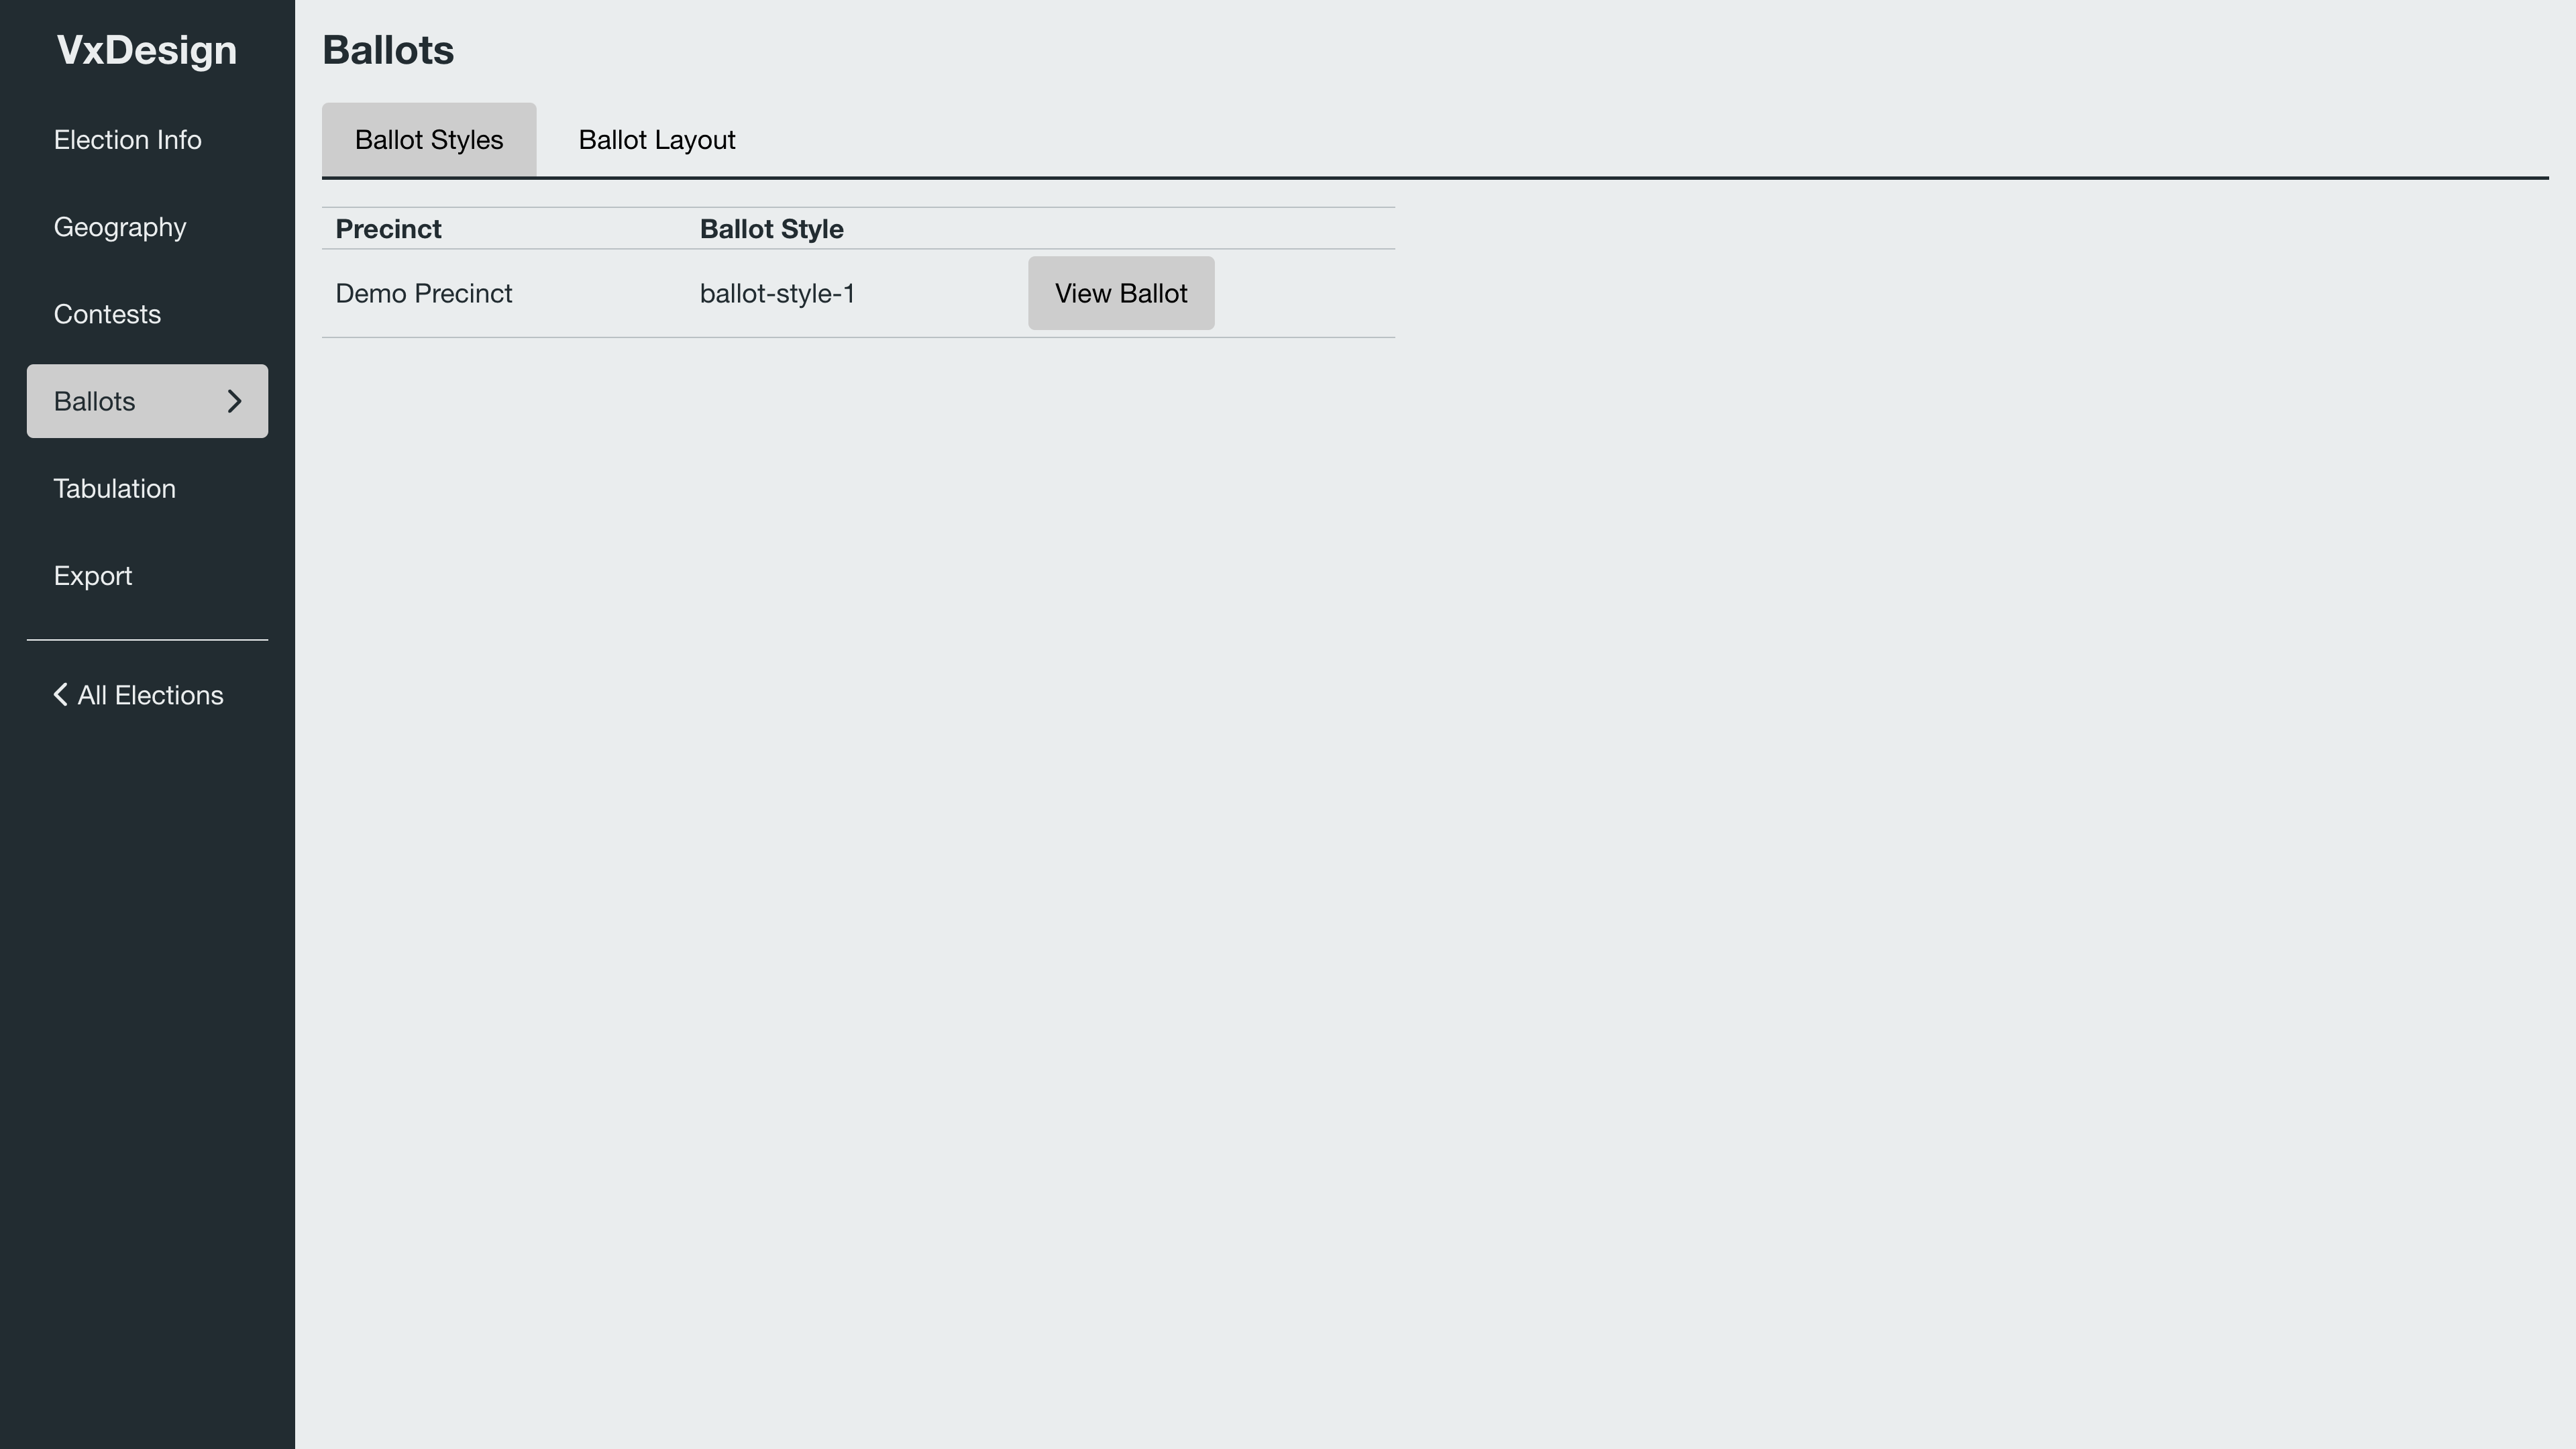 VxDesign
Election Info
Geography
Contests
Ballots
Tabulation
Export
All Elections
Ballots
Ballot Styles
Ballot Layout
Precinct
Ballot Style
Demo Precinct
ballot-style-1
View Ballot